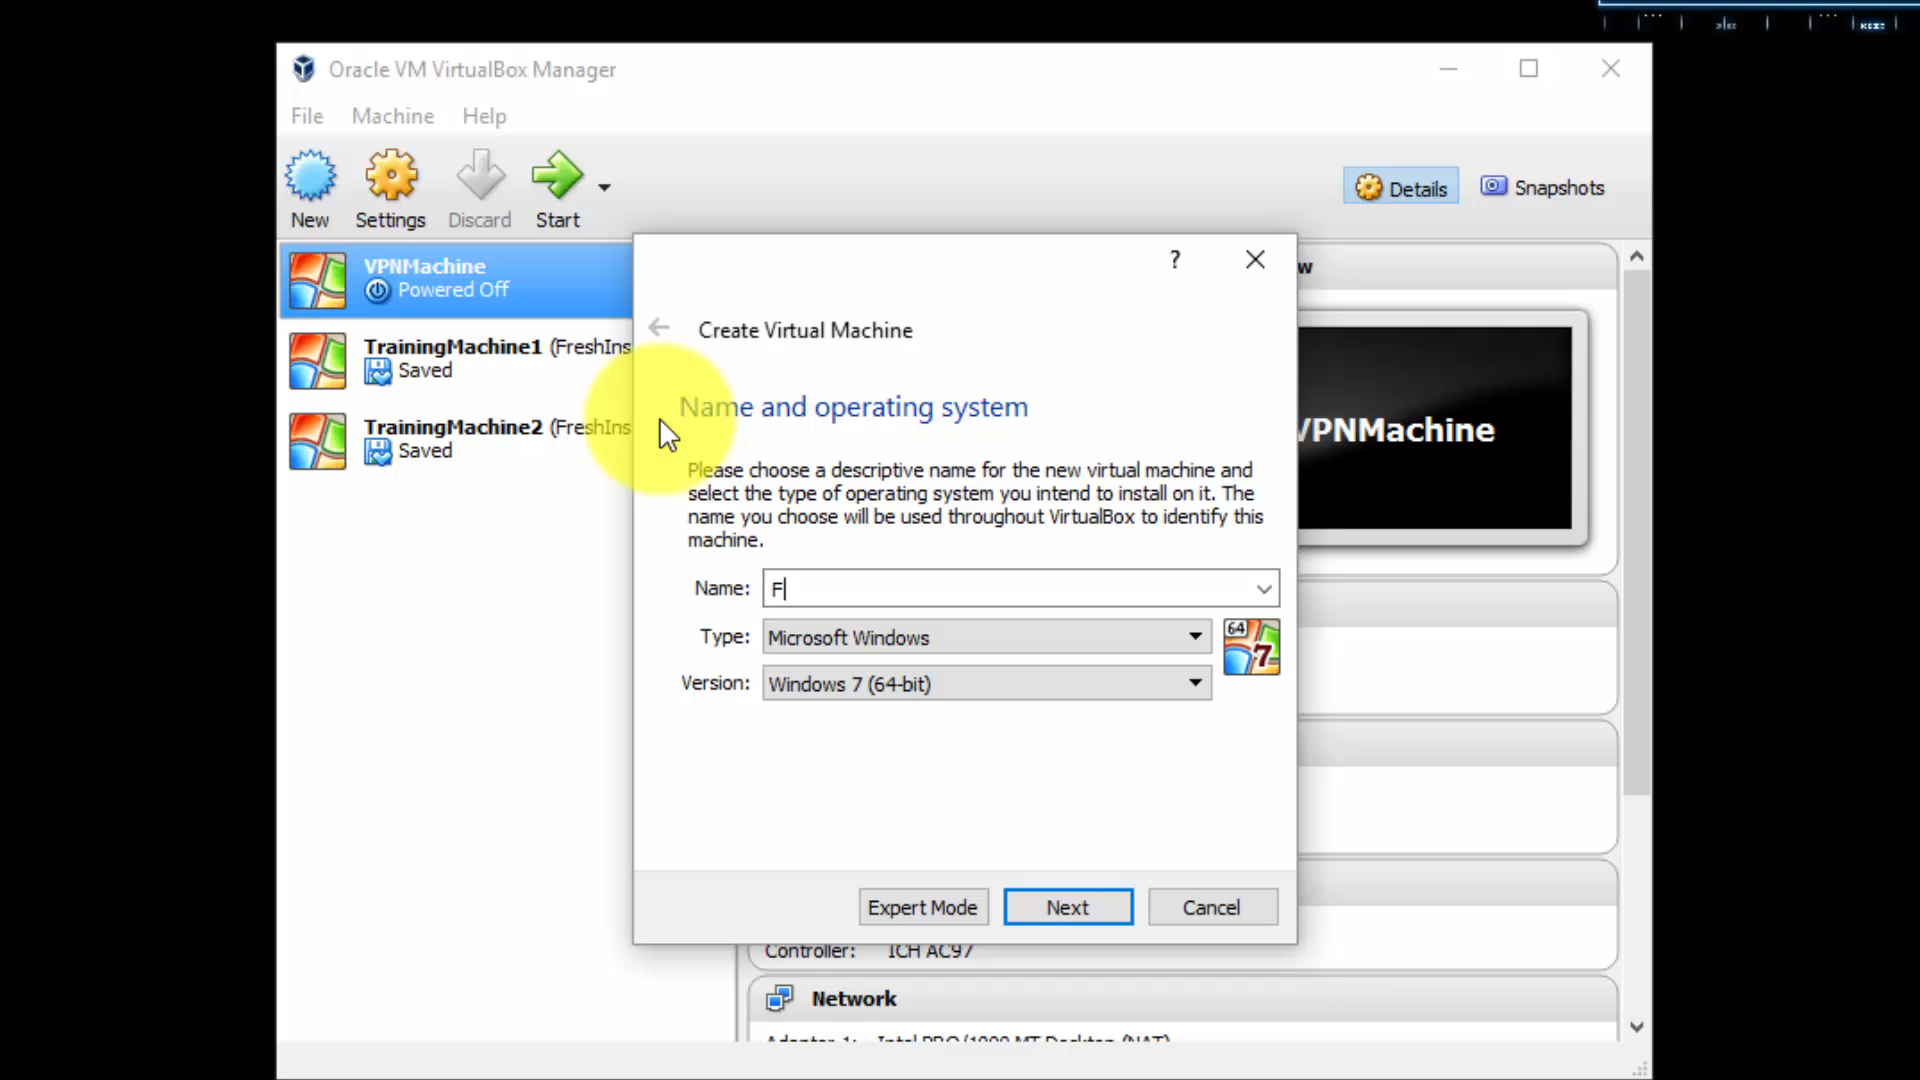 Oracle VM VirtualBox Manager
File Machine Help
New Settings Discard Start
Details Snapshots
VPNMachine
Powered Off
TrainingMachine1 (FreshIns
Saved
TrainingMachine2 (FreshIns
Saved
?
Create Virtual Machine
Name and operating system
Please choose a descriptive name for the new virtual machine and
select the type of operating system you intend to install on it. The
name you choose will be used throughout VirtualBox to identify this
machine.
Name: F
Type: Microsoft Windows
64
7
Version: Windows 7 (64-bit)
Expert Mode Next Cancel
w
VPNMachine
Controller: ICH AC97
Network
Adapter 1: Intel PRO/1000 MT Desktop (NAT)